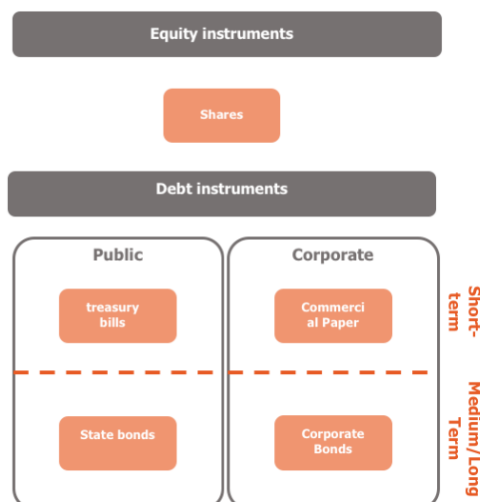 Equity instruments
Shares
Debt instruments
Public
Corporate
treasury
bills
Commerci
al Paper
Short-
term
State bonds
Corporate
Bonds
Medium/Long
Term